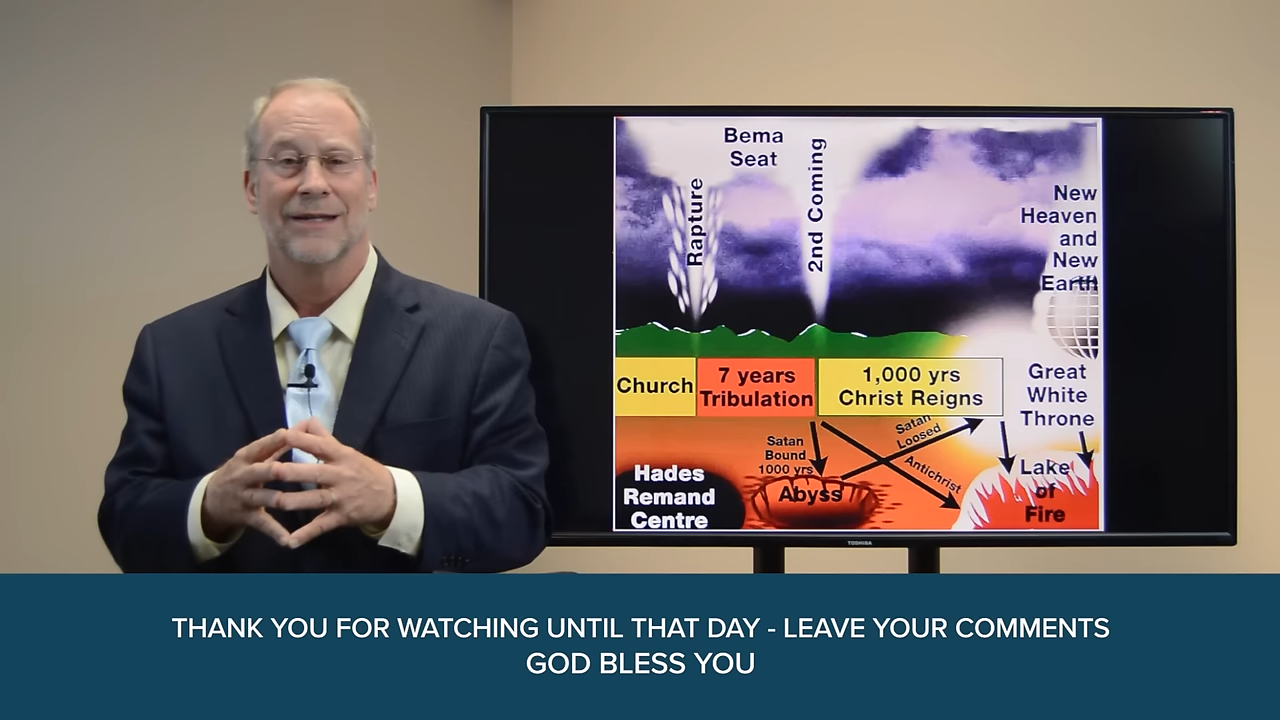 Bema
Seat
Rapture
2nd Coming
New
Heaven
and
New
Earth
Church
7 years
Tribulation
1,000 yrs
Christ Reigns
Great
White
Throne
Satan
Bound
1000 yrs
Satan
Loosed
Antichrist
Hades
Remand
Centre
Abyss
Lake
of
Fire
TOSHIBA
THANK YOU FOR WATCHING UNTIL THAT DAY - LEAVE YOUR COMMENTS
GOD BLESS YOU